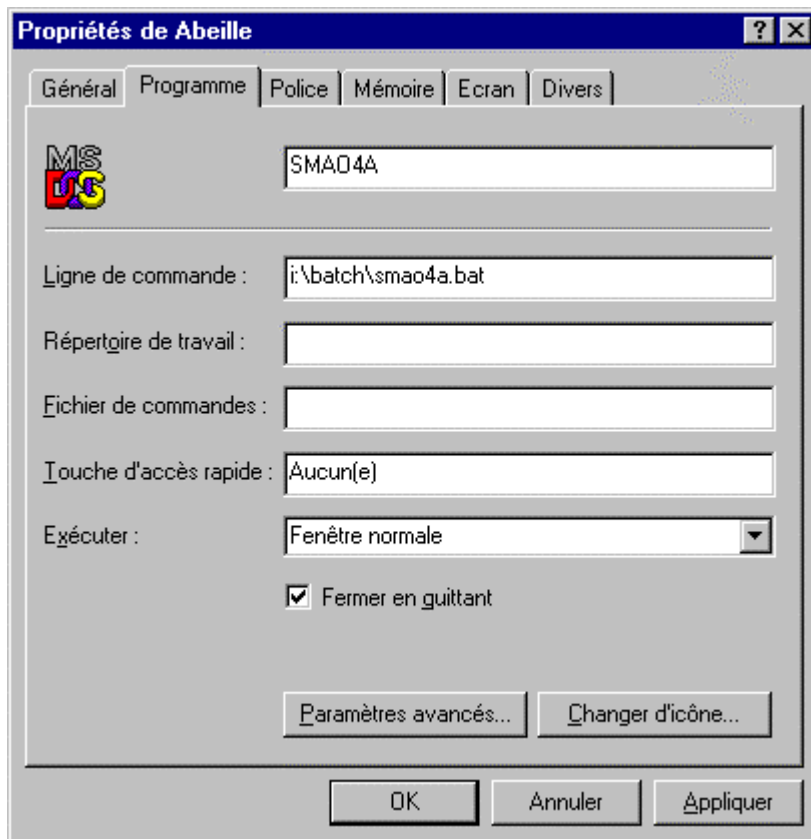 Propriétés de Abeille
Général Programme Police Mémoire Ecran Divers
MS DOS SMAO4A
Ligne de commande : i:\batch\smao4a.bat
Répertoire de travail :
Fichier de commandes :
Touche d'accès rapide : Aucun(e)
Exécuter : Fenêtre normale
Fermer en quittant
Paramètres avancés... Changer d'icône...
OK Annuler Appliquer